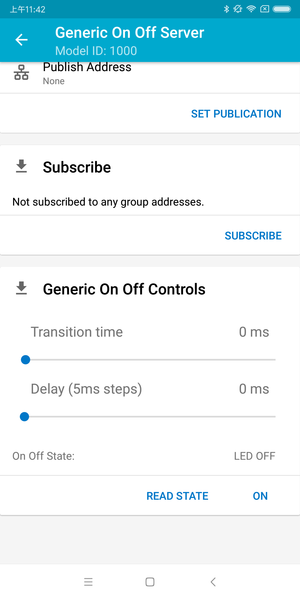 上午11:42
Generic On Off Server
Model ID: 1000
Publish Address
None
SET PUBLICATION
Subscribe
Not subscribed to any group addresses.
SUBSCRIBE
Generic On Off Controls
Transition time 0 ms
Delay (5ms steps) 0 ms
On Off State: LED OFF
READ STATE ON